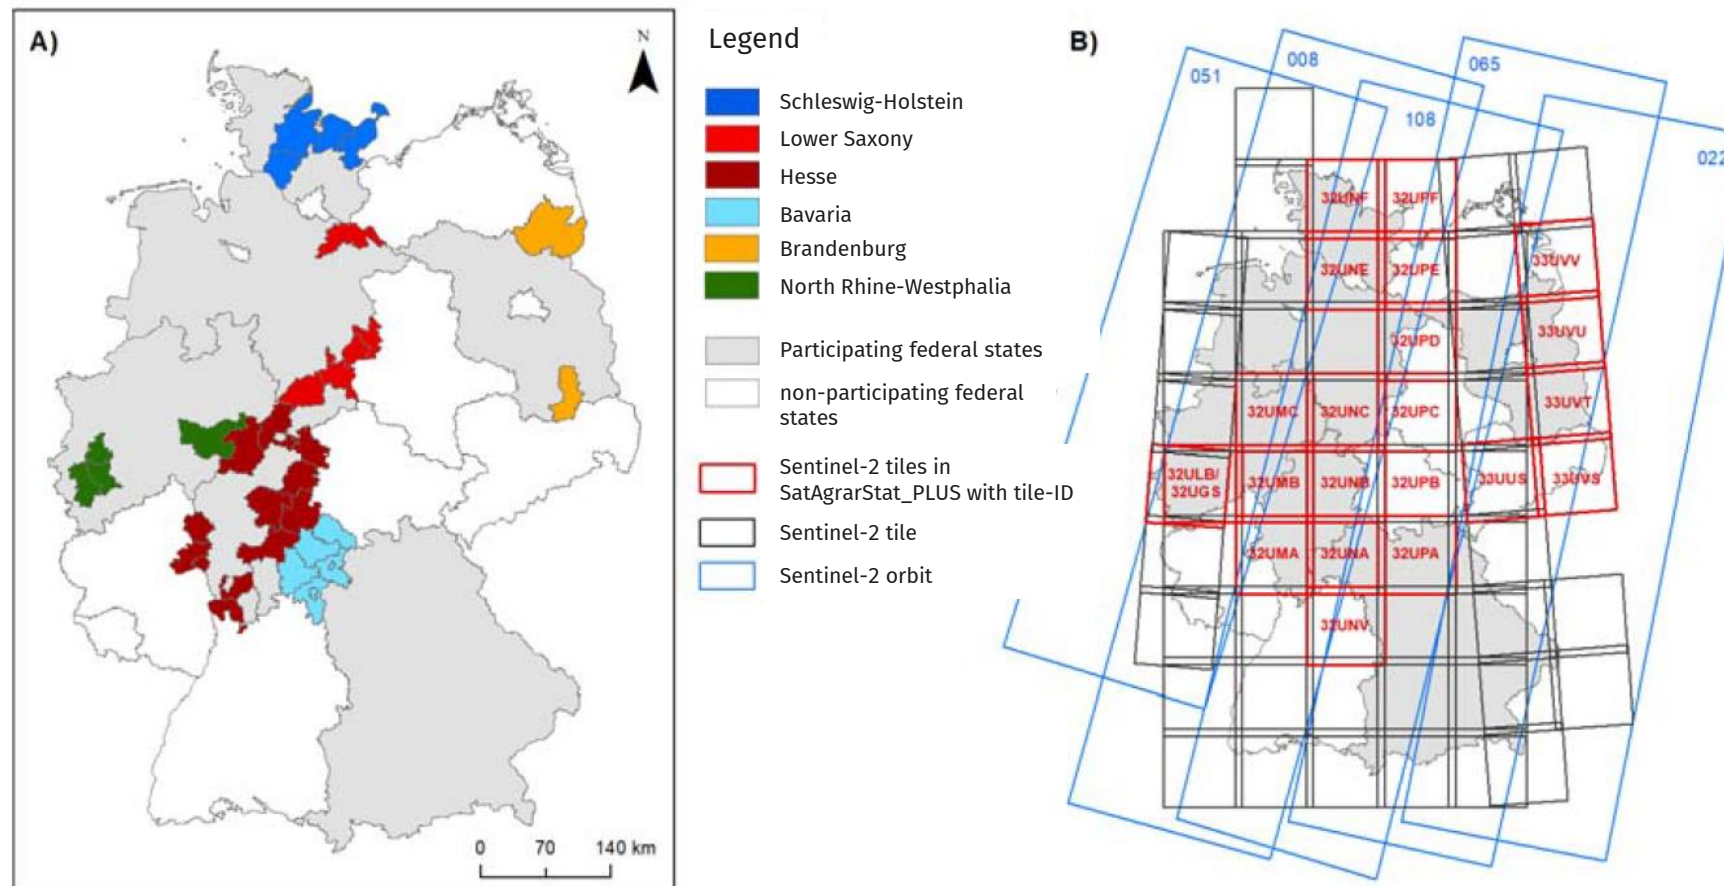 A)
N
0 70 140 km
Legend
Schleswig-Holstein
Lower Saxony
Hesse
Bavaria
Brandenburg
North Rhine-Westphalia
Participating federal states
non-participating federal
states
Sentinel-2 tiles in
SatAgrarStat_PLUS with tile-ID
Sentinel-2 tile
Sentinel-2 orbit
B)
051
008
065
108
022
32UNF
32UPF
32UNE
32UPE
33UVV
32UPD
33UVU
32UMC
32UNC
32UPC
33UVT
32ULB/
32UGS
32UMB
32UNB
32UPB
33UUS
33UVS
32UMA
32UNA
32UPA
32UNV